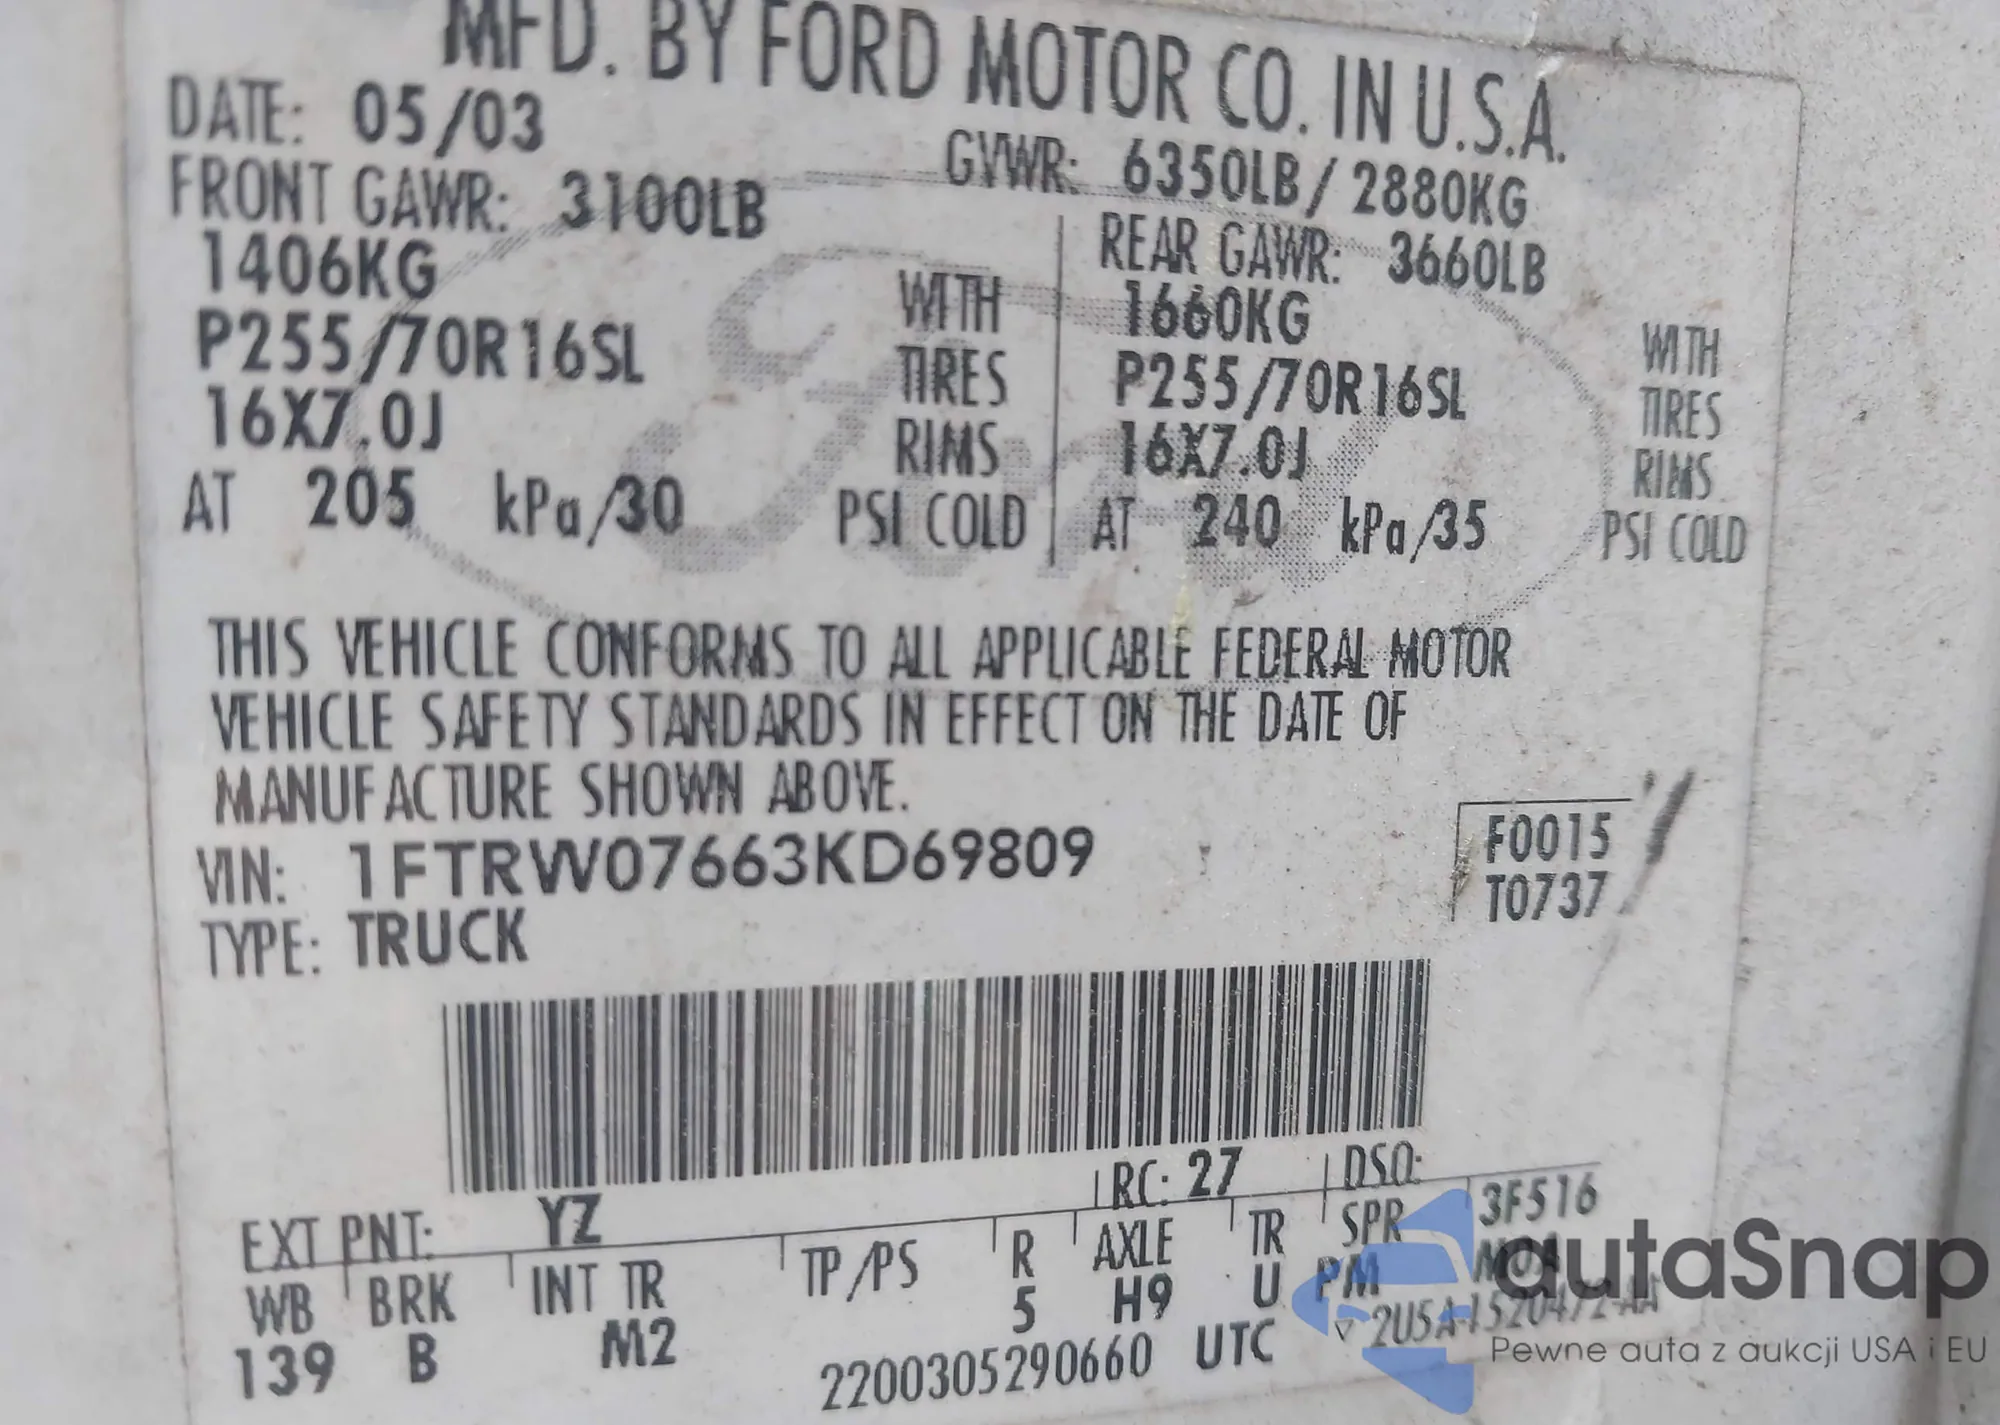 MFD. BY FORD MOTOR CO. IN U.S.A.
DATE: 05/03
GVWR: 6350LB/2880KG
FRONT GAWR: 3100LB
REAR GAWR: 3660LB
1406KG
WITH
1660KG
WITH
P255/70R16SL
TIRES
P255/70R16SL
TIRES
16X7.0J
RIMS
16X7.0J
RIMS
AT 205 kPa/30 PSI COLD
AT 240 kPa/35 PSI COLD
THIS VEHICLE CONFORMS TO ALL APPLICABLE FEDERAL MOTOR
VEHICLE SAFETY STANDARDS IN EFFECT ON THE DATE OF
MANUFACTURE SHOWN ABOVE.
VIN: 1FTRW07663KD69809
F0015
T0737
TYPE: TRUCK
EXT PNT: YZ
RC: 27
DSO:
WB
BRK
INT TR
TP/PS
R
AXLE
TR
SPR
3F516
139
B
M2
5
H9
U
PM
2200305290660 UTC
autaSnap
Pewne auta z aukcji USA i EU